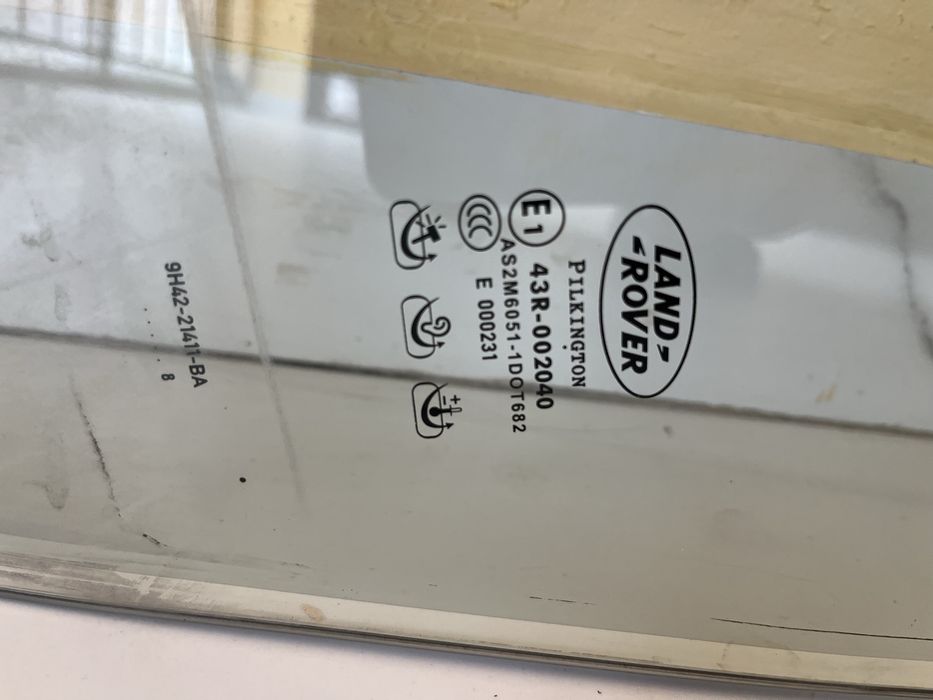 LAND
ROVER
PILKINGTON
E1 43R-002040
AS2M6051-1DOT682
E 000231
9H42-21411-BA
..... 8